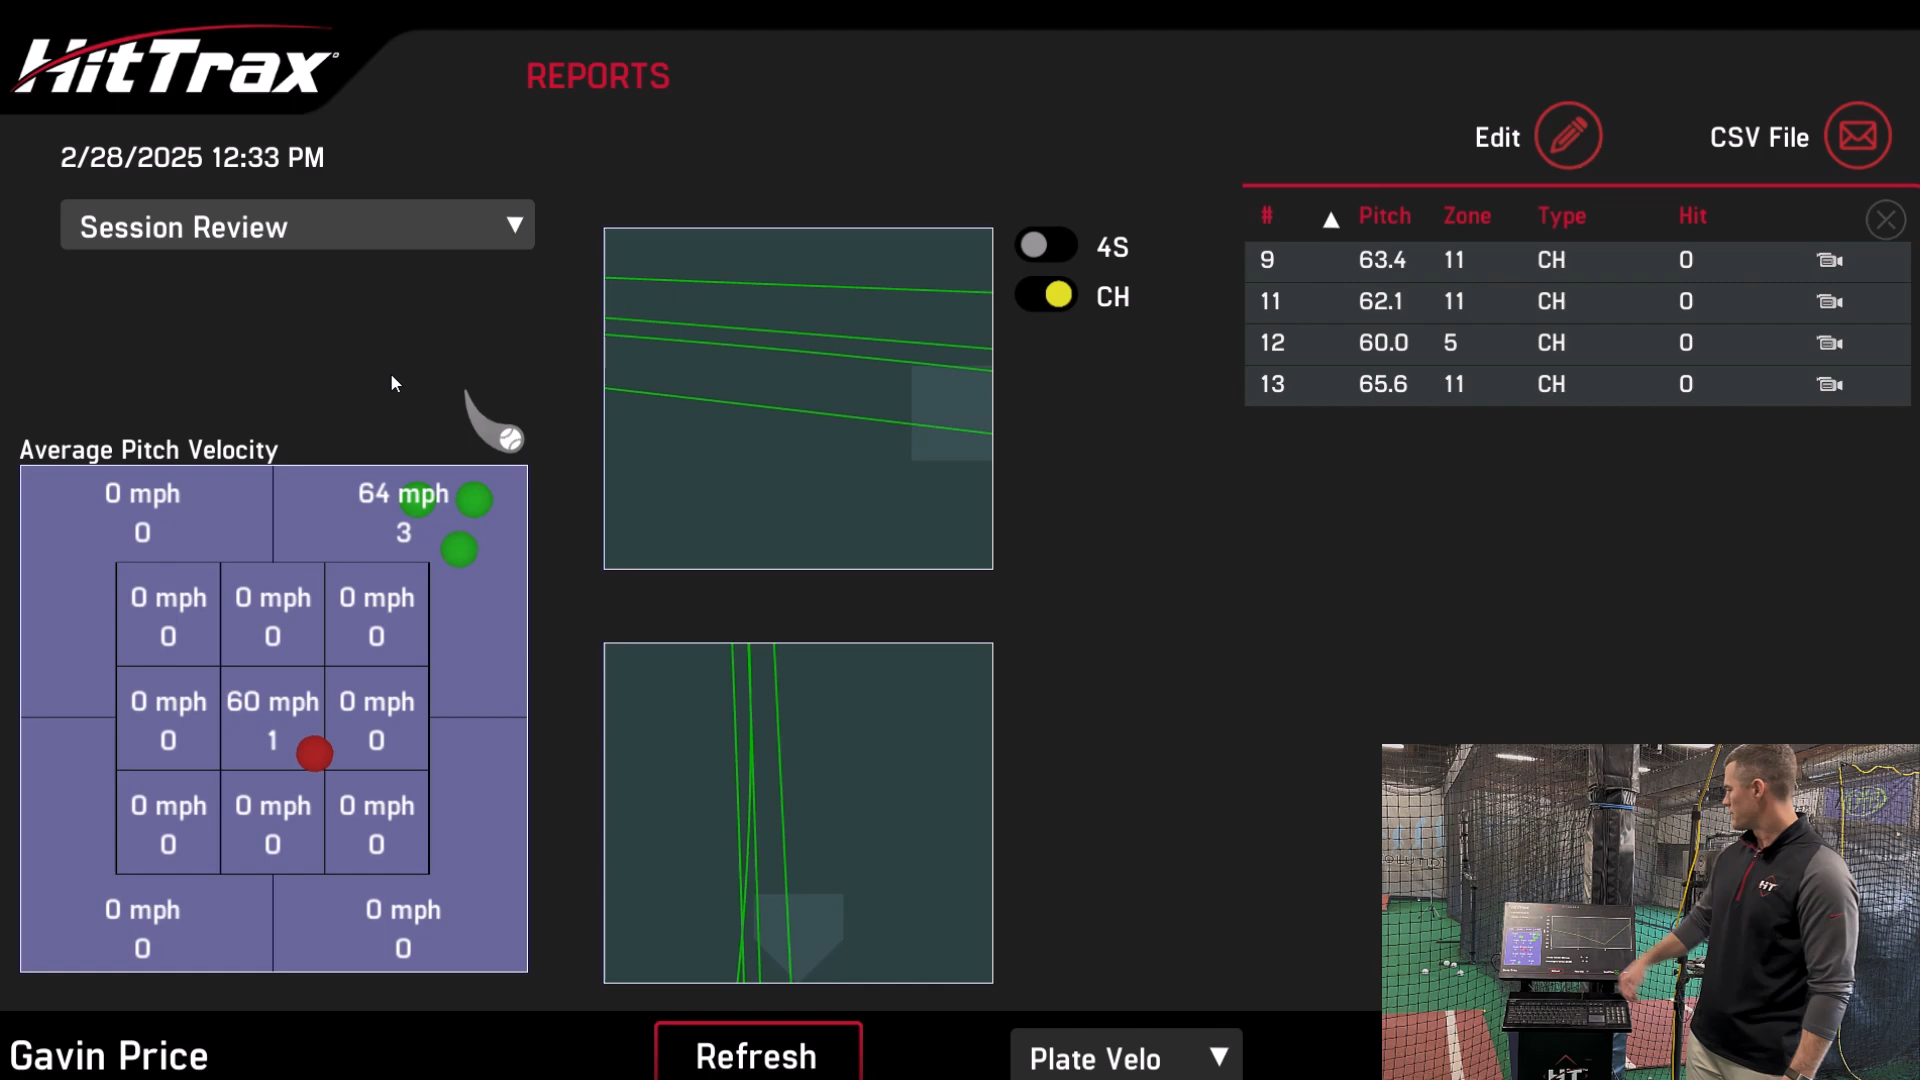 HitTrax
REPORTS
Edit
CSV File
2/28/2025 12:33 PM
Session Review
4S
CH
# Pitch Zone Type Hit
9 63.4 11 CH 0
11 62.1 11 CH 0
12 60.0 5 CH 0
13 65.6 11 CH 0
Average Pitch Velocity
0 mph 64 mph
0 3
0 mph 0 mph 0 mph
0 0 0
0 mph 60 mph 0 mph
0 1 0
0 mph 0 mph 0 mph
0 0 0
0 mph 0 mph
0 0
Gavin Price
Refresh
Plate Velo
HT
HT